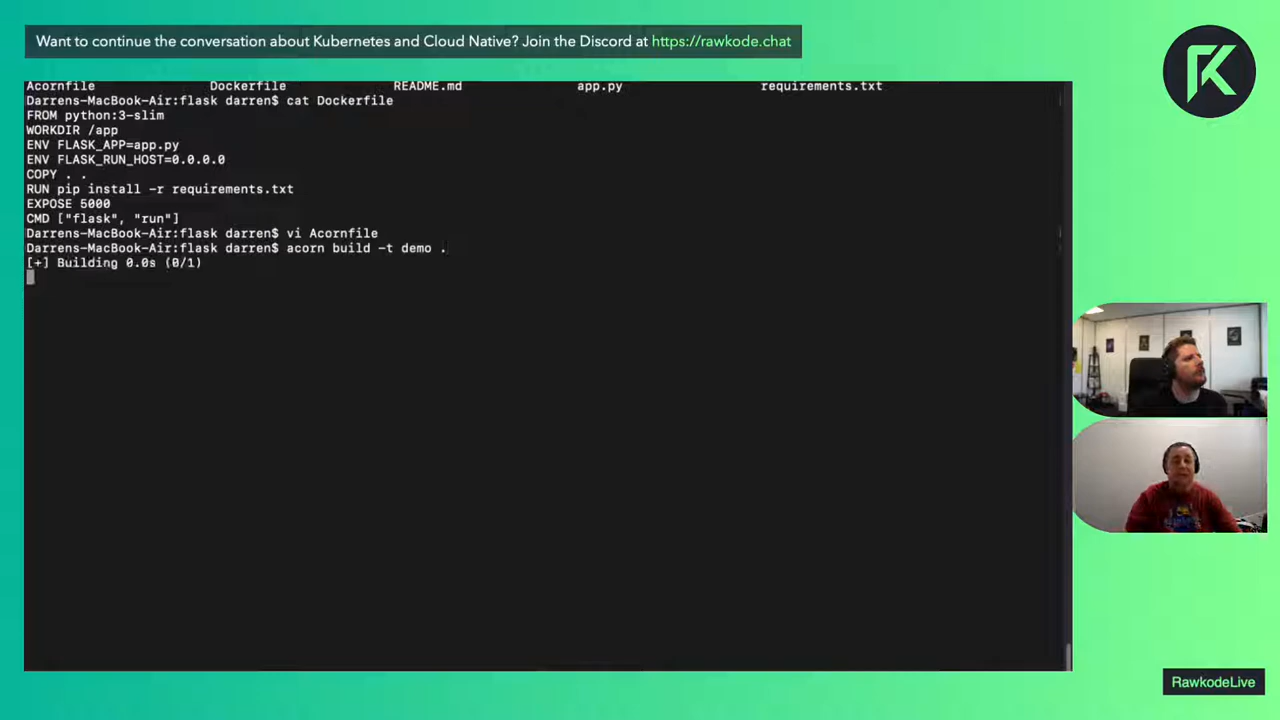 Want to continue the conversation about Kubernetes and Cloud Native? Join the Discord at https://rawkode.chat
Acornfile Dockerfile README.md app.py requirements.txt
Darrens-MacBook-Air:flask darren$ cat Dockerfile
FROM python:3-slim
WORKDIR /app
ENV FLASK_APP=app.py
ENV FLASK_RUN_HOST=0.0.0.0
COPY . .
RUN pip install -r requirements.txt
EXPOSE 5000
CMD ["flask", "run"]
Darrens-MacBook-Air:flask darren$ vi Acornfile
Darrens-MacBook-Air:flask darren$ acorn build -t demo .
[+] Building 0.0s (0/1)
RawkodeLive